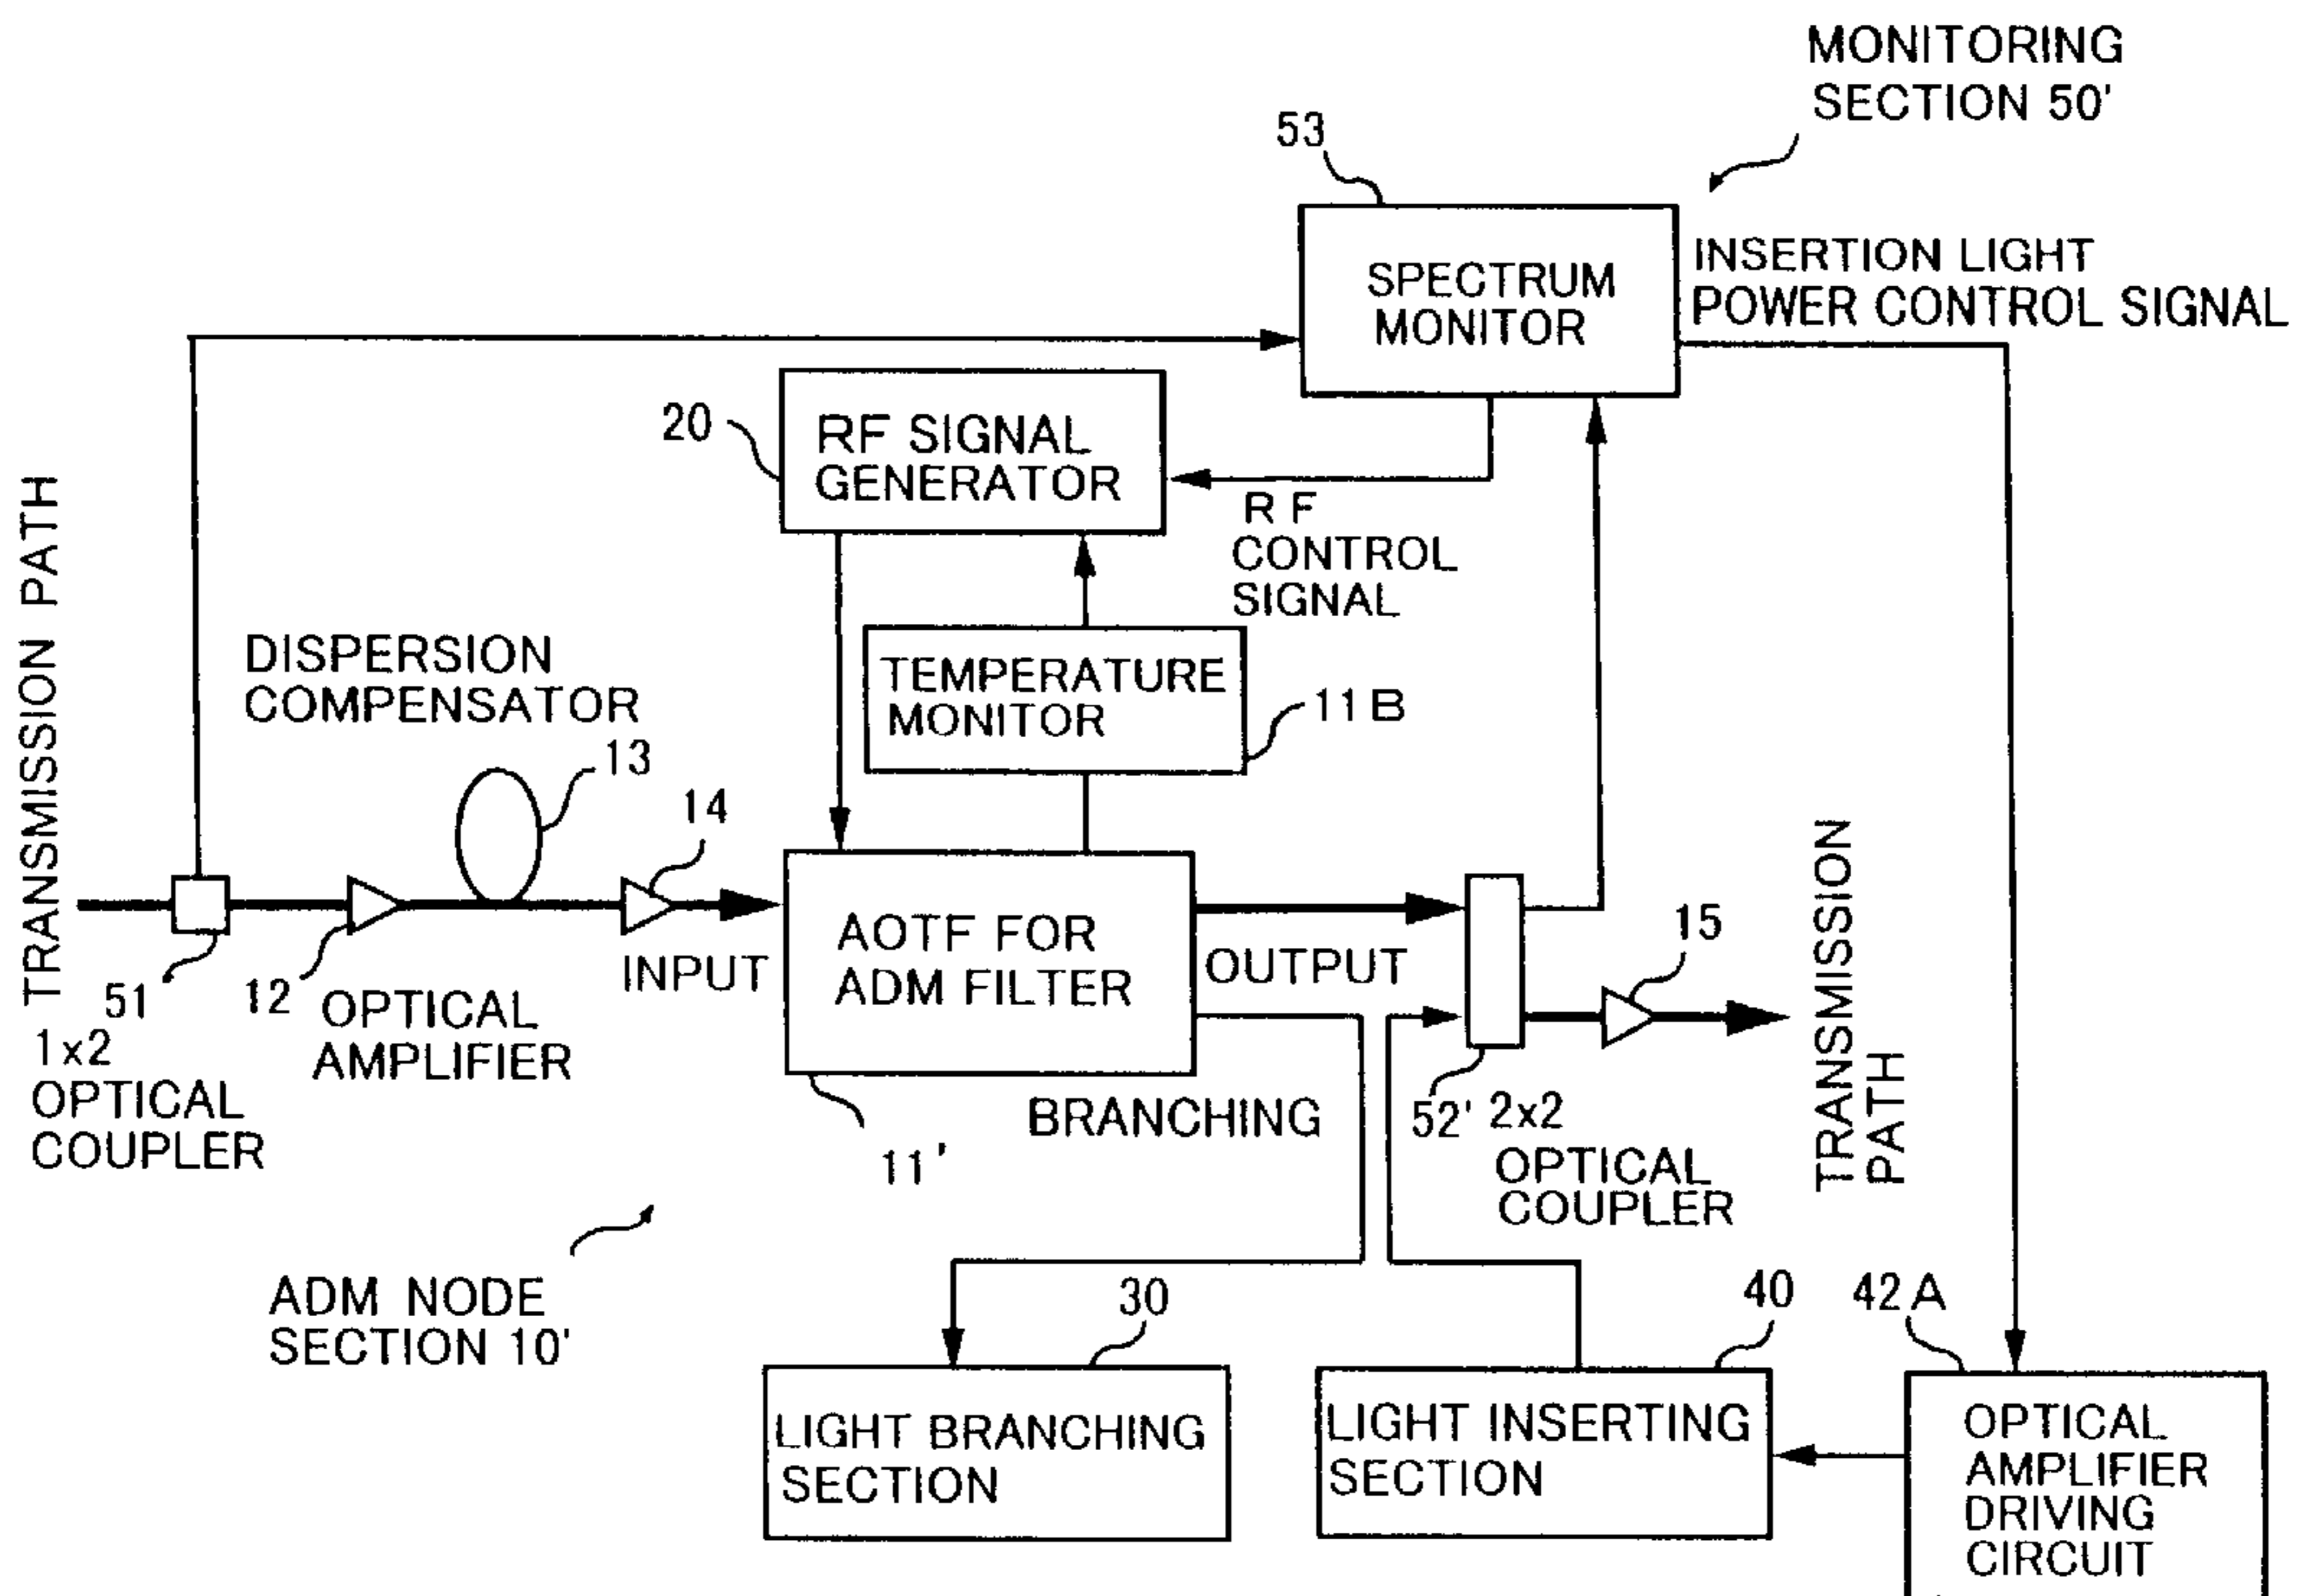 MONITORING
SECTION 50'
53
SPECTRUM
MONITOR
INSERTION LIGHT
POWER CONTROL SIGNAL
20
RF SIGNAL
GENERATOR
R F
CONTROL
SIGNAL
TRANSMISSION PATH
DISPERSION
COMPENSATOR
13
TEMPERATURE
MONITOR
11B
14
51
1x2
OPTICAL
COUPLER
12
OPTICAL
AMPLIFIER
INPUT
AOTF FOR
ADM FILTER
11'
OUTPUT
BRANCHING
15
52' 2x2
OPTICAL
COUPLER
TRANSMISSION
PATH
ADM NODE
SECTION 10'
30
LIGHT BRANCHING
SECTION
40
LIGHT INSERTING
SECTION
42A
OPTICAL
AMPLIFIER
DRIVING
CIRCUIT